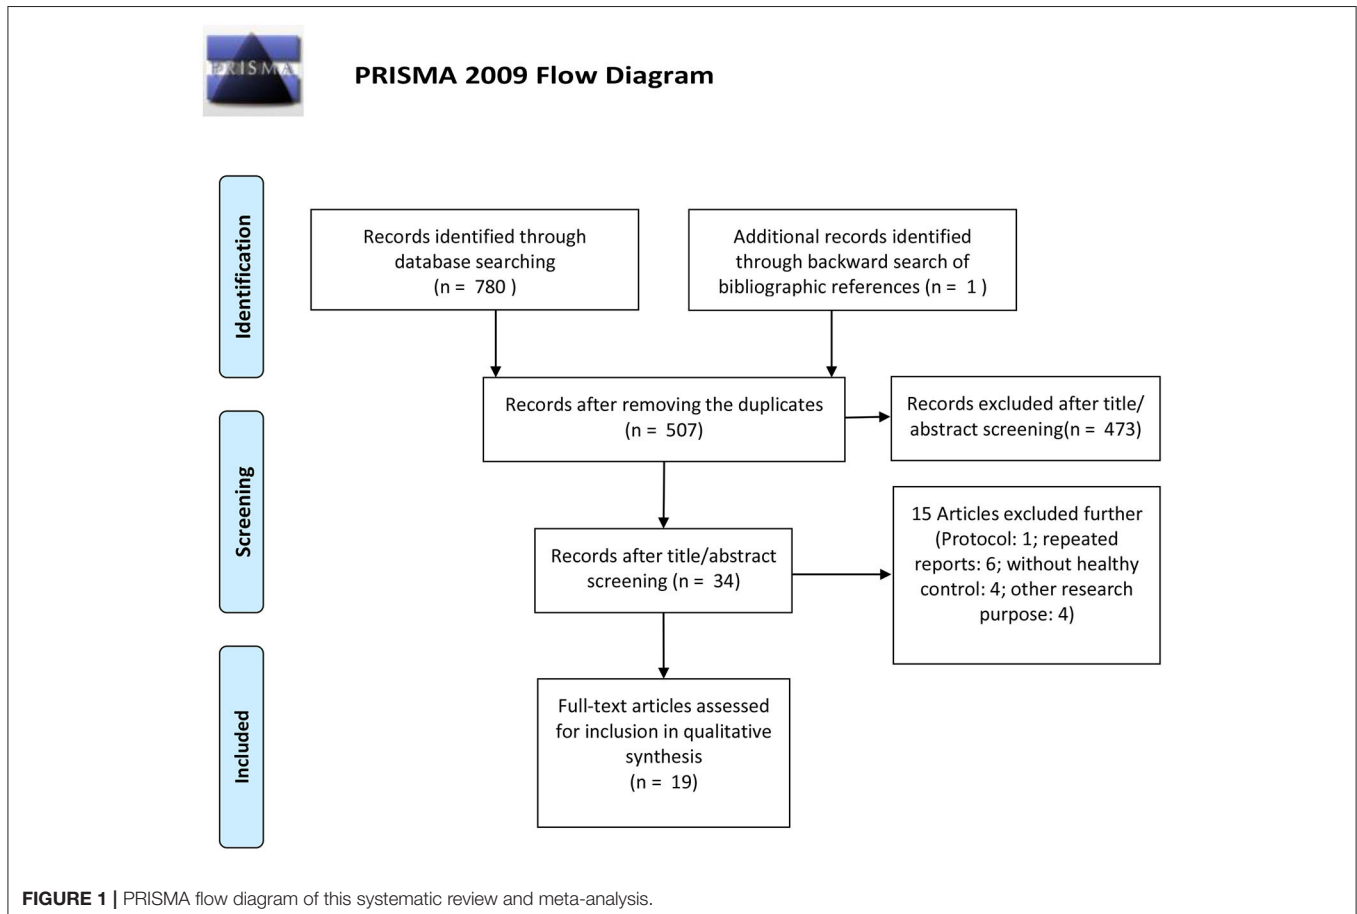 PRISMA
PRISMA 2009 Flow Diagram
Identification
Records identified through
database searching
(n = 780 )
Additional records identified
through backward search of
bibliographic references (n = 1 )
Records after removing the duplicates
(n = 507)
Records excluded after title/
abstract screening(n = 473)
Screening
Records after title/abstract
screening (n = 34)
15 Articles excluded further
(Protocol: 1; repeated
reports: 6; without healthy
control: 4; other research
purpose: 4)
Included
Full-text articles assessed
for inclusion in qualitative
synthesis
(n = 19)
FIGURE 1 | PRISMA flow diagram of this systematic review and meta-analysis.